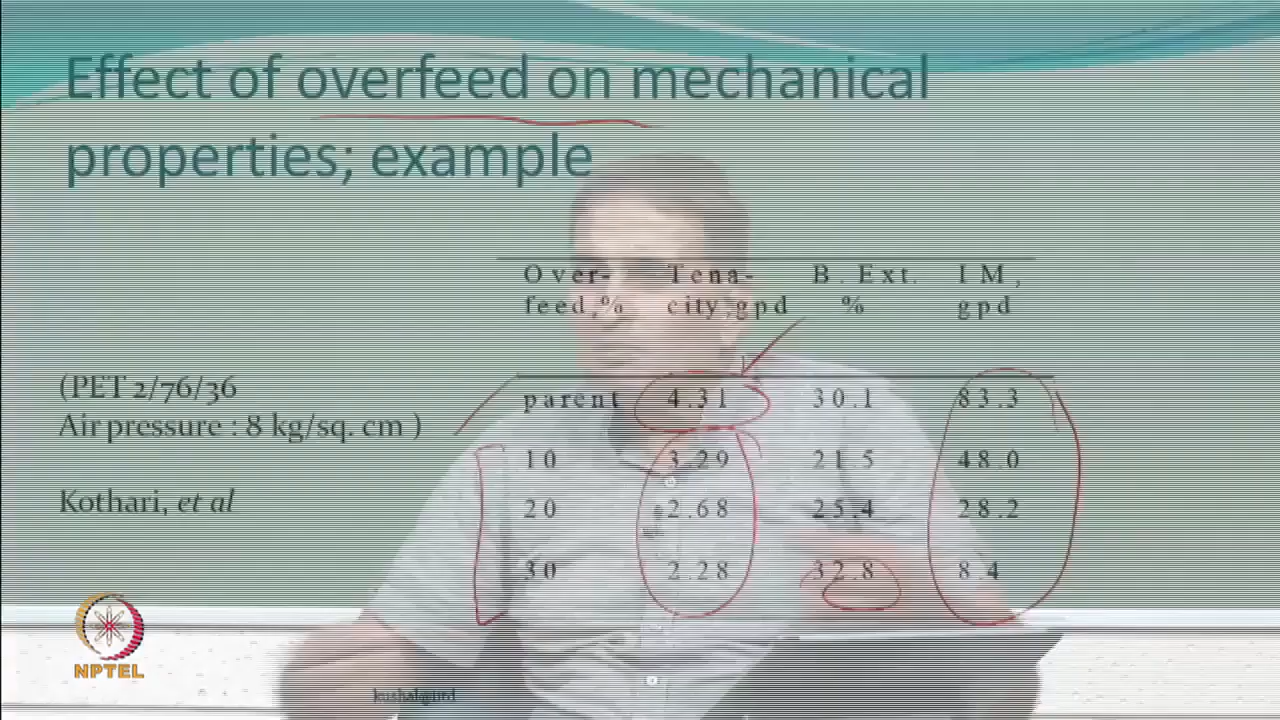 Effect of overfeed on mechanical
properties; example
Over- Tena- B. Ext. IM,
feed,% city,gpd % gpd
(PET 2/76/36
Air pressure : 8 kg/sq. cm )
Kothari, et al
parent 4.31 30.1 83.3
10 3.29 21.5 48.0
20 2.68 25.4 28.2
30 2.28 32.8 8.4
NPTEL